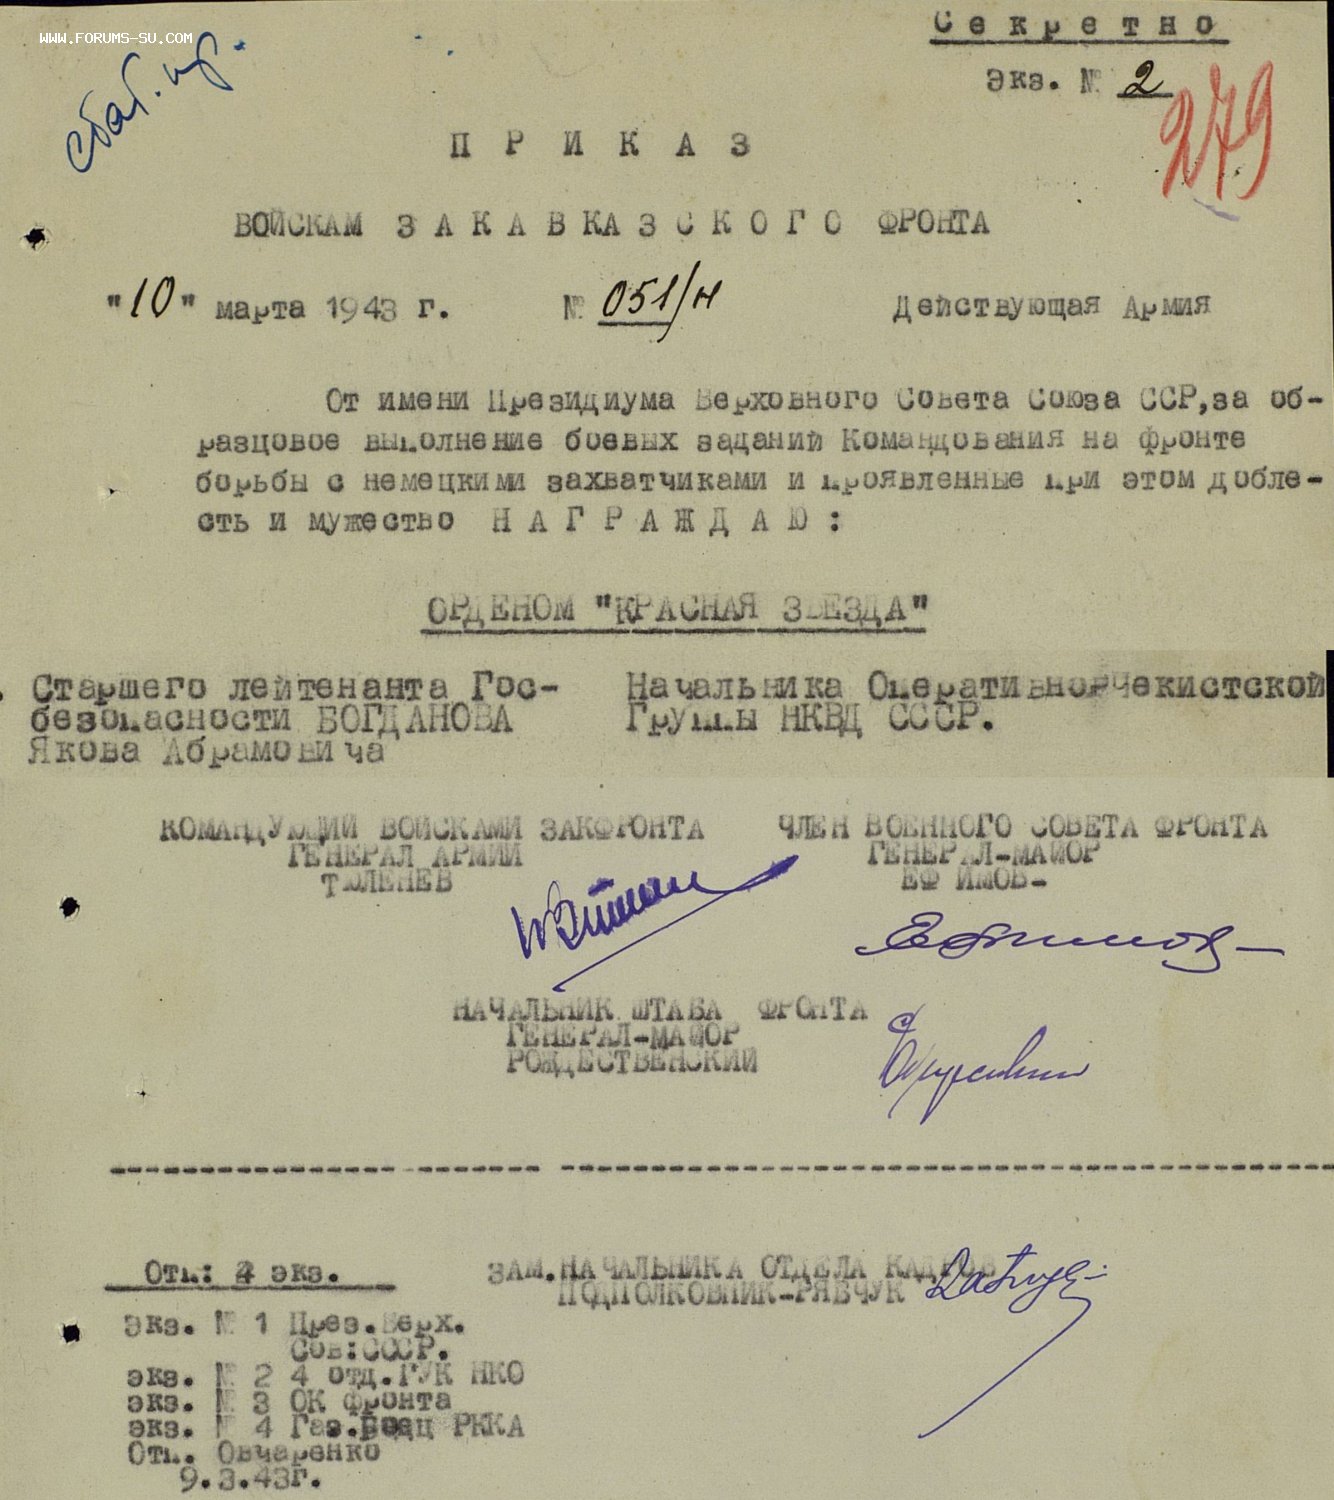 WWW.FORUMS-SU.COM
Секретно
Экз. № 2
279
ПРИКАЗ
ВОЙСКАМ ЗАКАВКАЗСКОГО ФРОНТА
"10" марта 1943 г. № 051/н Действующая Армия
От имени Президиума Верховного Совета Союза ССР,за об-
разцовое выполнение боевых заданий Командования на фронте
борьбы с немецкими захватчиками и проявленные при этом добле-
сть и мужество НАГРАЖДАЮ:
ОРДЕНОМ "КРАСНАЯ ЗВЕЗДА"
Старшего лейтенанта Гос- Начальника Оперативно-Чекистской
безопасности БОГДАНОВА Группы НКВД СССР.
Якова Абрамовича
КОМАНДУЮЩИЙ ВОЙСКАМИ ЗАКФРОНТА ЧЛЕН ВОЕННОГО СОВЕТА ФРОНТА
ГЕНЕРАЛ АРМИИ ГЕНЕРАЛ-МАЙОР
ТЮЛЕНЕВ ЕФИМОВ-
Ефимов
НАЧАЛЬНИК ШТАБА ФРОНТА
ГЕНЕРАЛ-МАЙОР
РОЖДЕСТВЕНСКИЙ
Отп: 4 экз. ЗАМ.НАЧАЛЬНИКА ОТДЕЛА КАДРОВ
ПОДПОЛКОВНИК-РЯБЧУК
экз. № 1 През.Верх.
Сов:СССР.
экз. № 2 4 отд.ГУК НКО
экз. № 3 ОК фронта
экз. № 4 Газ. РККА
Отп. Овчаренко
9.3.43г.